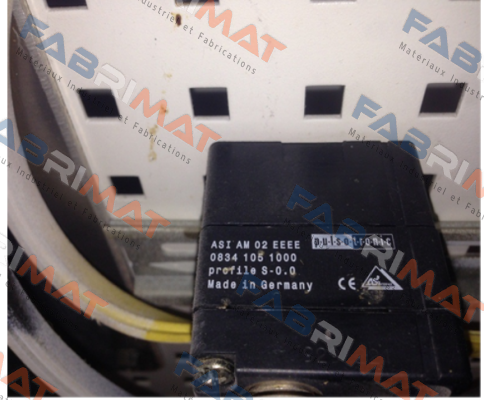 ASI AM 02 EEEE
pulsotronic
0834 105 1000
profile S-0.0
Made in Germany
CE
FABRIMAT
Materiaux Industriel et Fabrications